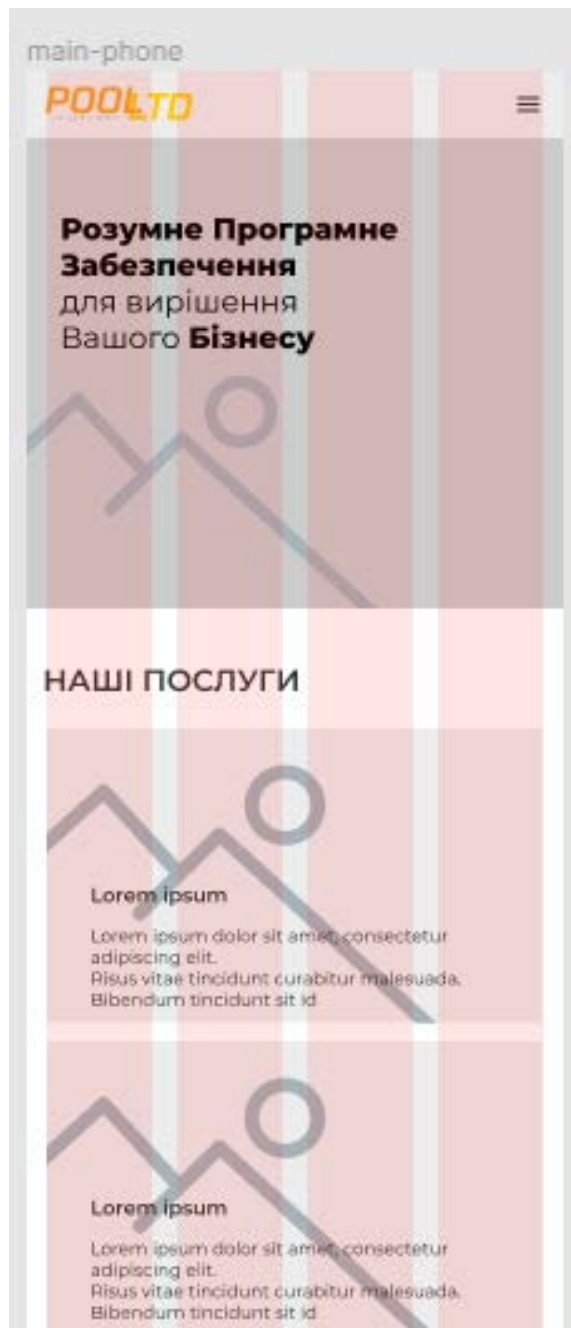 main-phone
POOLLTD
Розумне Програмне
Забезпечення
для вирішення
Вашого Бізнесу
НАШІ ПОСЛУГИ
Lorem ipsum
Lorem ipsum dolor sit amet, consectetur
adipiscing elit.
Risus vitae tincidunt curabitur malesuada.
Bibendum tincidunt sit id
Lorem ipsum
Lorem ipsum dolor sit amet, consectetur
adipiscing elit.
Risus vitae tincidunt curabitur malesuada.
Bibendum tincidunt sit id